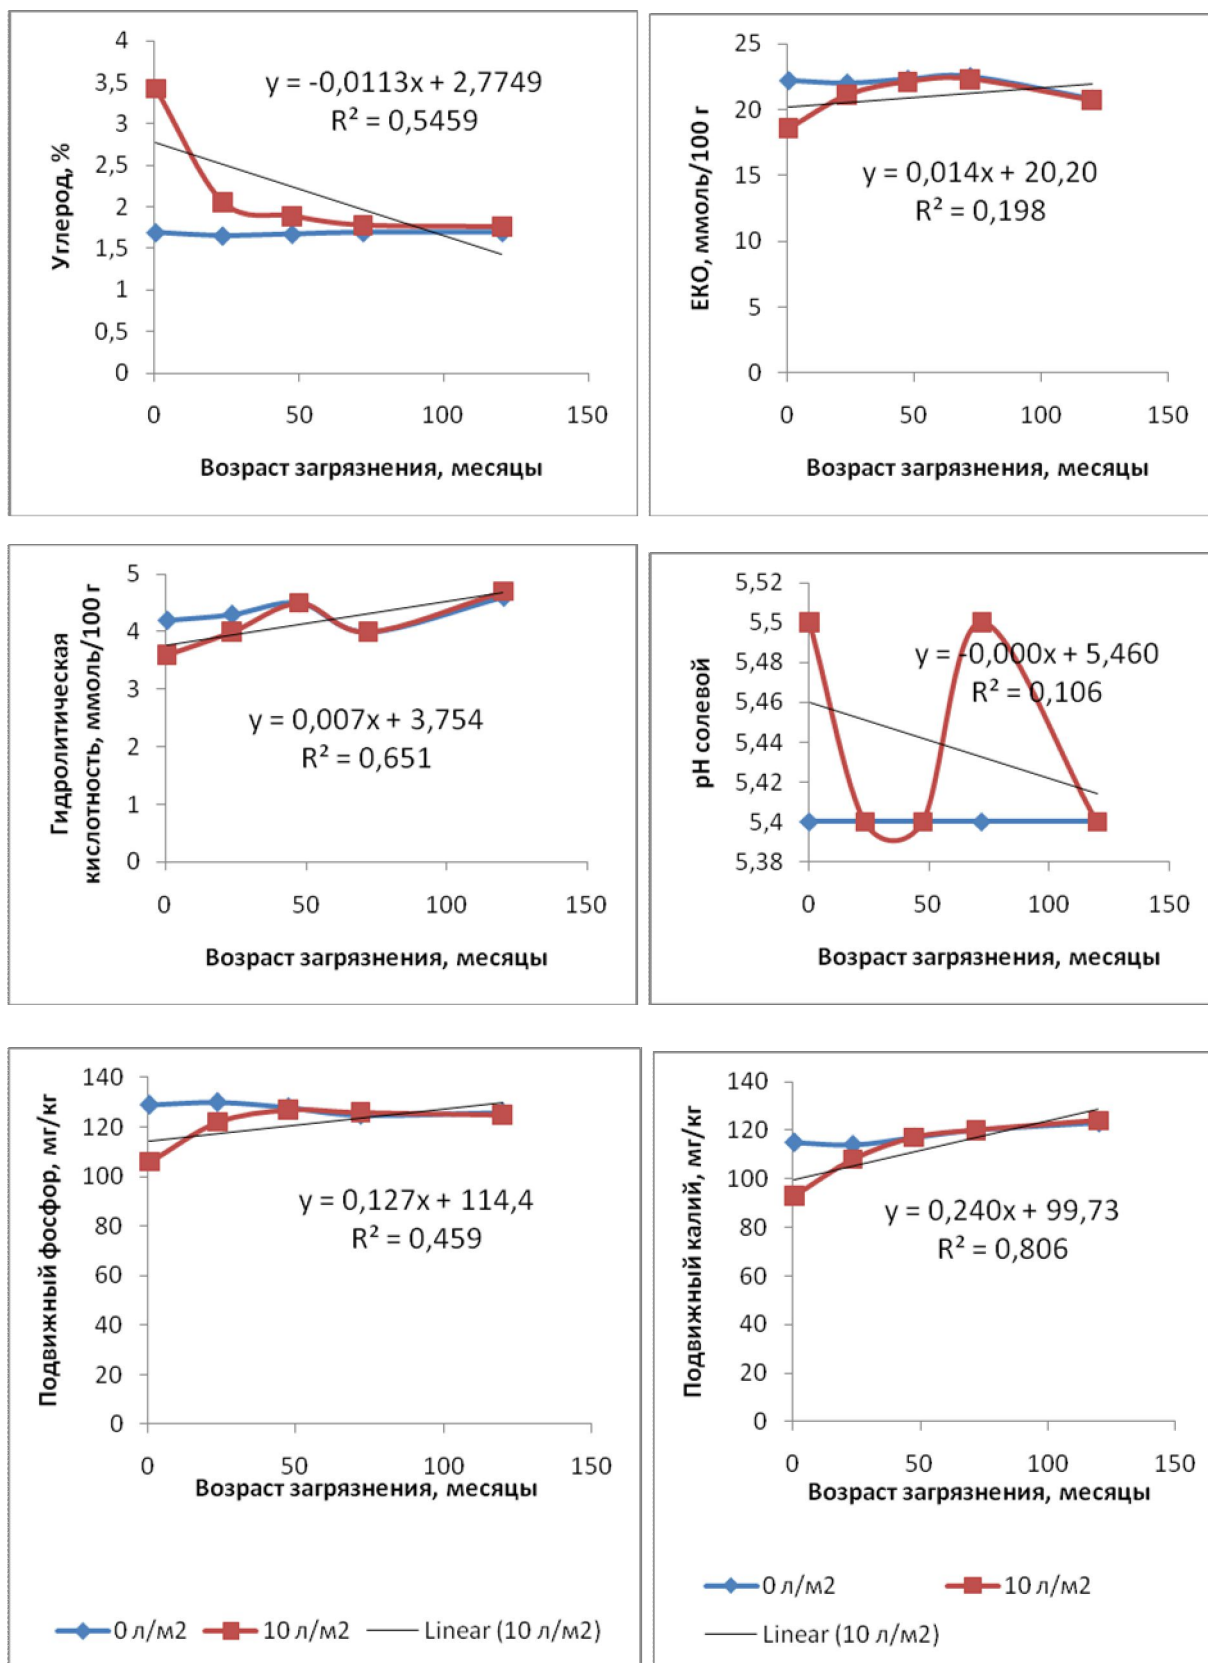 4
3,5
3
2,5
2
1,5
1
0,5
0
Углерод, %
y = -0,0113x + 2,7749
R² = 0,5459
0 50 100 150
Возраст загрязнения, месяцы
25
20
15
10
5
0
ЕКО, ммоль/100 г
y = 0,014x + 20,20
R² = 0,198
0 50 100 150
Возраст загрязнения, месяцы
5
4
3
2
1
0
Гидролитическая
кислотность, ммоль/100 г
y = 0,007x + 3,754
R² = 0,651
0 50 100 150
Возраст загрязнения, месяцы
5,52
5,5
5,48
5,46
5,44
5,42
5,4
5,38
pH солевой
y = -0,000x + 5,460
R² = 0,106
0 50 100 150
Возраст загрязнения, месяцы
140
120
100
80
60
40
20
0
Подвижный фосфор, мг/кг
y = 0,127x + 114,4
R² = 0,459
0 50 100 150
Возраст загрязнения, месяцы
0 л/м2 10 л/м2 Linear (10 л/м2)
140
120
100
80
60
40
20
0
Подвижный калий, мг/кг
y = 0,240x + 99,73
R² = 0,806
0 50 100 150
Возраст загрязнения, месяцы
0 л/м2 10 л/м2
Linear (10 л/м2)